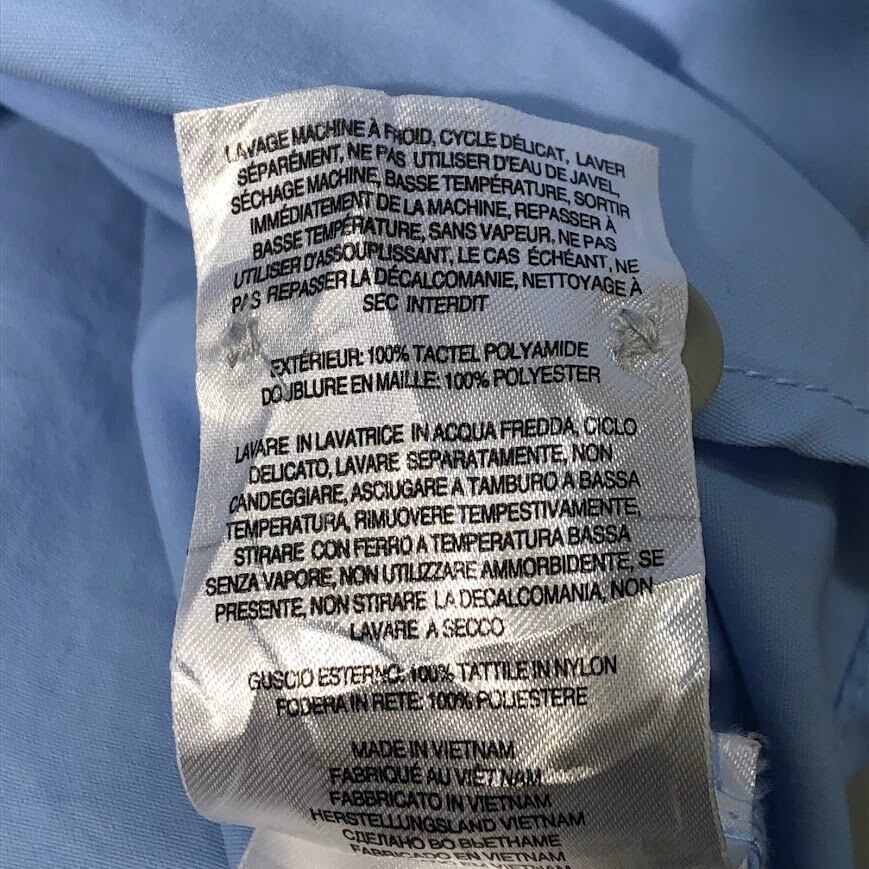 LAVAGE MACHINE À FROID, CYCLE DÉLICAT, LAVER
SÉPARÉMENT, NE PAS UTILISER D'EAU DE JAVEL,
SÉCHAGE MACHINE, BASSE TEMPÉRATURE, SORTIR
IMMÉDIATEMENT DE LA MACHINE, REPASSER À
BASSE TEMPÉRATURE, SANS VAPEUR, NE PAS
UTILISER D'ASSOUPLISSANT, LE CAS ÉCHÉANT, NE
PAS REPASSER LA DÉCALCOMANIE, NETTOYAGE À
SEC INTERDIT
EXTÉRIEUR: 100% TACTEL POLYAMIDE
DOUBLURE EN MAILLE: 100% POLYESTER
LAVARE IN LAVATRICE IN ACQUA FREDDA, CICLO
DELICATO, LAVARE SEPARATAMENTE, NON
CANDEGGIARE, ASCIUGARE A TAMBURO A BASSA
TEMPERATURA, RIMUOVERE TEMPESTIVAMENTE,
STIRARE CON FERRO A TEMPERATURA BASSA
SENZA VAPORE, NON UTILIZZARE AMMORBIDENTE, SE
PRESENTE, NON STIRARE LA DECALCOMANIA, NON
LAVARE A SECCO
GUSCIO ESTERNO: 100% TATTILE IN NYLON
FODERA IN RETE: 100% POLIESTERE
MADE IN VIETNAM
FABRIQUÉ AU VIÊT NAM
FABBRICATO IN VIETNAM
HERSTELLUNGSLAND VIETNAM
СДЕЛАНО ВО ВЬЕТНАМЕ
FABRICADO EN VIETNAM